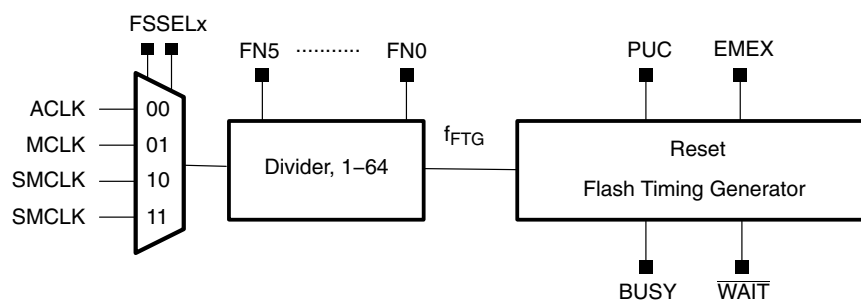 FSSELx
FN5 ........... FN0
PUC EMEX
ACLK 00
MCLK 01
SMCLK 10
SMCLK 11
Divider, 1–64
fFTG
Reset
Flash Timing Generator
BUSY WAIT